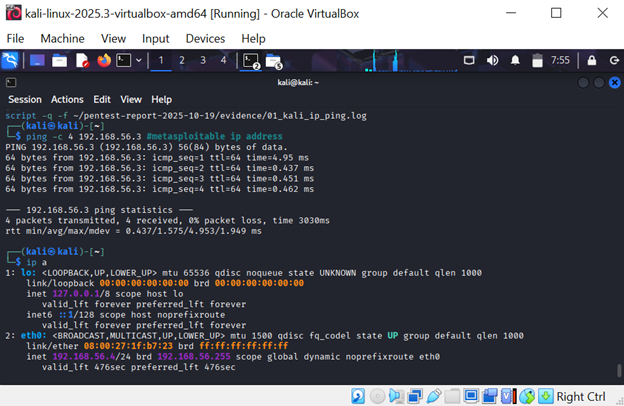 kali-linux-2025.3-virtualbox-amd64 [Running] - Oracle VirtualBox
File Machine View Input Devices Help
1 2 3 4 2 5 7:55
kali@kali: ~
Session Actions Edit View Help
script -q -f ~/pentest-report-2025-10-19/evidence/01_kali_ip_ping.log
┌──(kali㉿kali)-[~]
└─$ ping -c 4 192.168.56.3 #metasploitable ip address
PING 192.168.56.3 (192.168.56.3) 56(84) bytes of data.
64 bytes from 192.168.56.3: icmp_seq=1 ttl=64 time=4.95 ms
64 bytes from 192.168.56.3: icmp_seq=2 ttl=64 time=0.437 ms
64 bytes from 192.168.56.3: icmp_seq=3 ttl=64 time=0.451 ms
64 bytes from 192.168.56.3: icmp_seq=4 ttl=64 time=0.462 ms
--- 192.168.56.3 ping statistics ---
4 packets transmitted, 4 received, 0% packet loss, time 3030ms
rtt min/avg/max/mdev = 0.437/1.575/4.953/1.949 ms
┌──(kali㉿kali)-[~]
└─$ ip a
1: lo: <LOOPBACK,UP,LOWER_UP> mtu 65536 qdisc noqueue state UNKNOWN group default qlen 1000
link/loopback 00:00:00:00:00:00 brd 00:00:00:00:00:00
inet 127.0.0.1/8 scope host lo
valid_lft forever preferred_lft forever
inet6 ::1/128 scope host noprefixroute
valid_lft forever preferred_lft forever
2: eth0: <BROADCAST,MULTICAST,UP,LOWER_UP> mtu 1500 qdisc fq_codel state UP group default qlen 1000
link/ether 08:00:27:1f:b7:23 brd ff:ff:ff:ff:ff:ff
inet 192.168.56.4/24 brd 192.168.56.255 scope global dynamic noprefixroute eth0
valid_lft 476sec preferred_lft 476sec
Right Ctrl